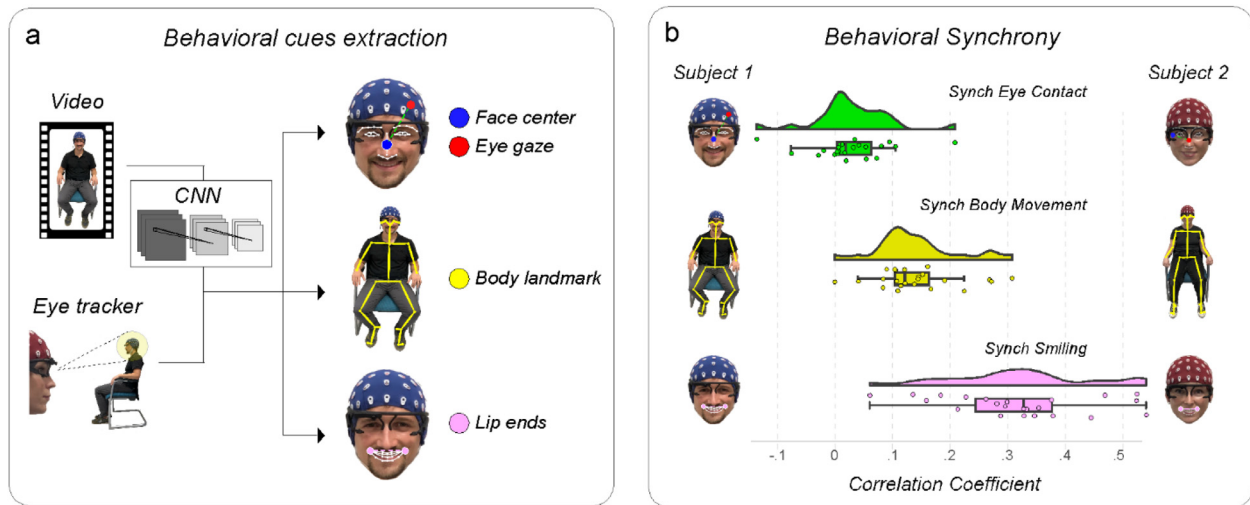 a
Behavioral cues extraction
Video
CNN
Eye tracker
Face center
Eye gaze
Body landmark
Lip ends
b
Behavioral Synchrony
Subject 1
Subject 2
Synch Eye Contact
Synch Body Movement
Synch Smiling
-.1 0 .1 .2 .3 .4 .5
Correlation Coefficient